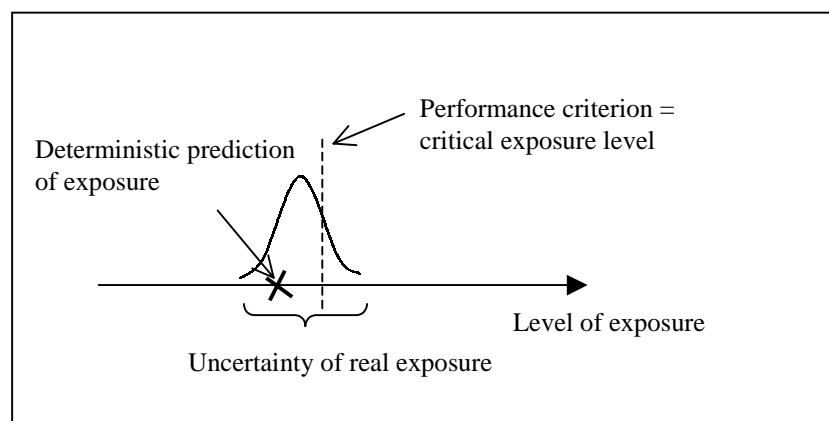 Performance criterion =
critical exposure level
Deterministic prediction
of exposure
Level of exposure
Uncertainty of real exposure